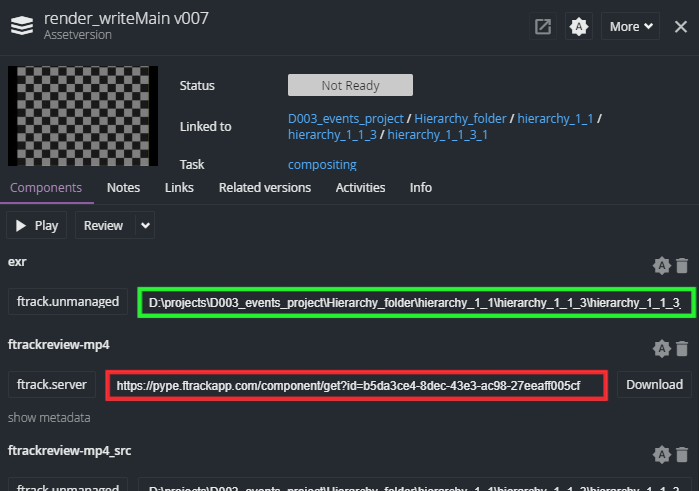 render_writeMain v007
Assetversion
A
More
Status
Not Ready
Linked to
D003_events_project / Hierarchy_folder / hierarchy_1_1 /
hierarchy_1_1_3 / hierarchy_1_1_3_1
Task
compositing
Components
Notes
Links
Related versions
Activities
Info
Play
Review
exr
A
ftrack.unmanaged
D:\projects\D003_events_project\Hierarchy_folder\hierarchy_1_1\hierarchy_1_1_3\hierarchy_1_1_3_
ftrackreview-mp4
A
ftrack.server
https://pype.ftrackapp.com/component/get?id=b5da3ce4-8dec-43e3-ac98-27eeaff005cf
Download
show metadata
ftrackreview-mp4_src
A
ftrack.unmanaged
D:\projects\D003_events_project\Hierarchy_folder\hierarchy_1_1\hierarchy_1_1_3\hierarchy_1_1_3_